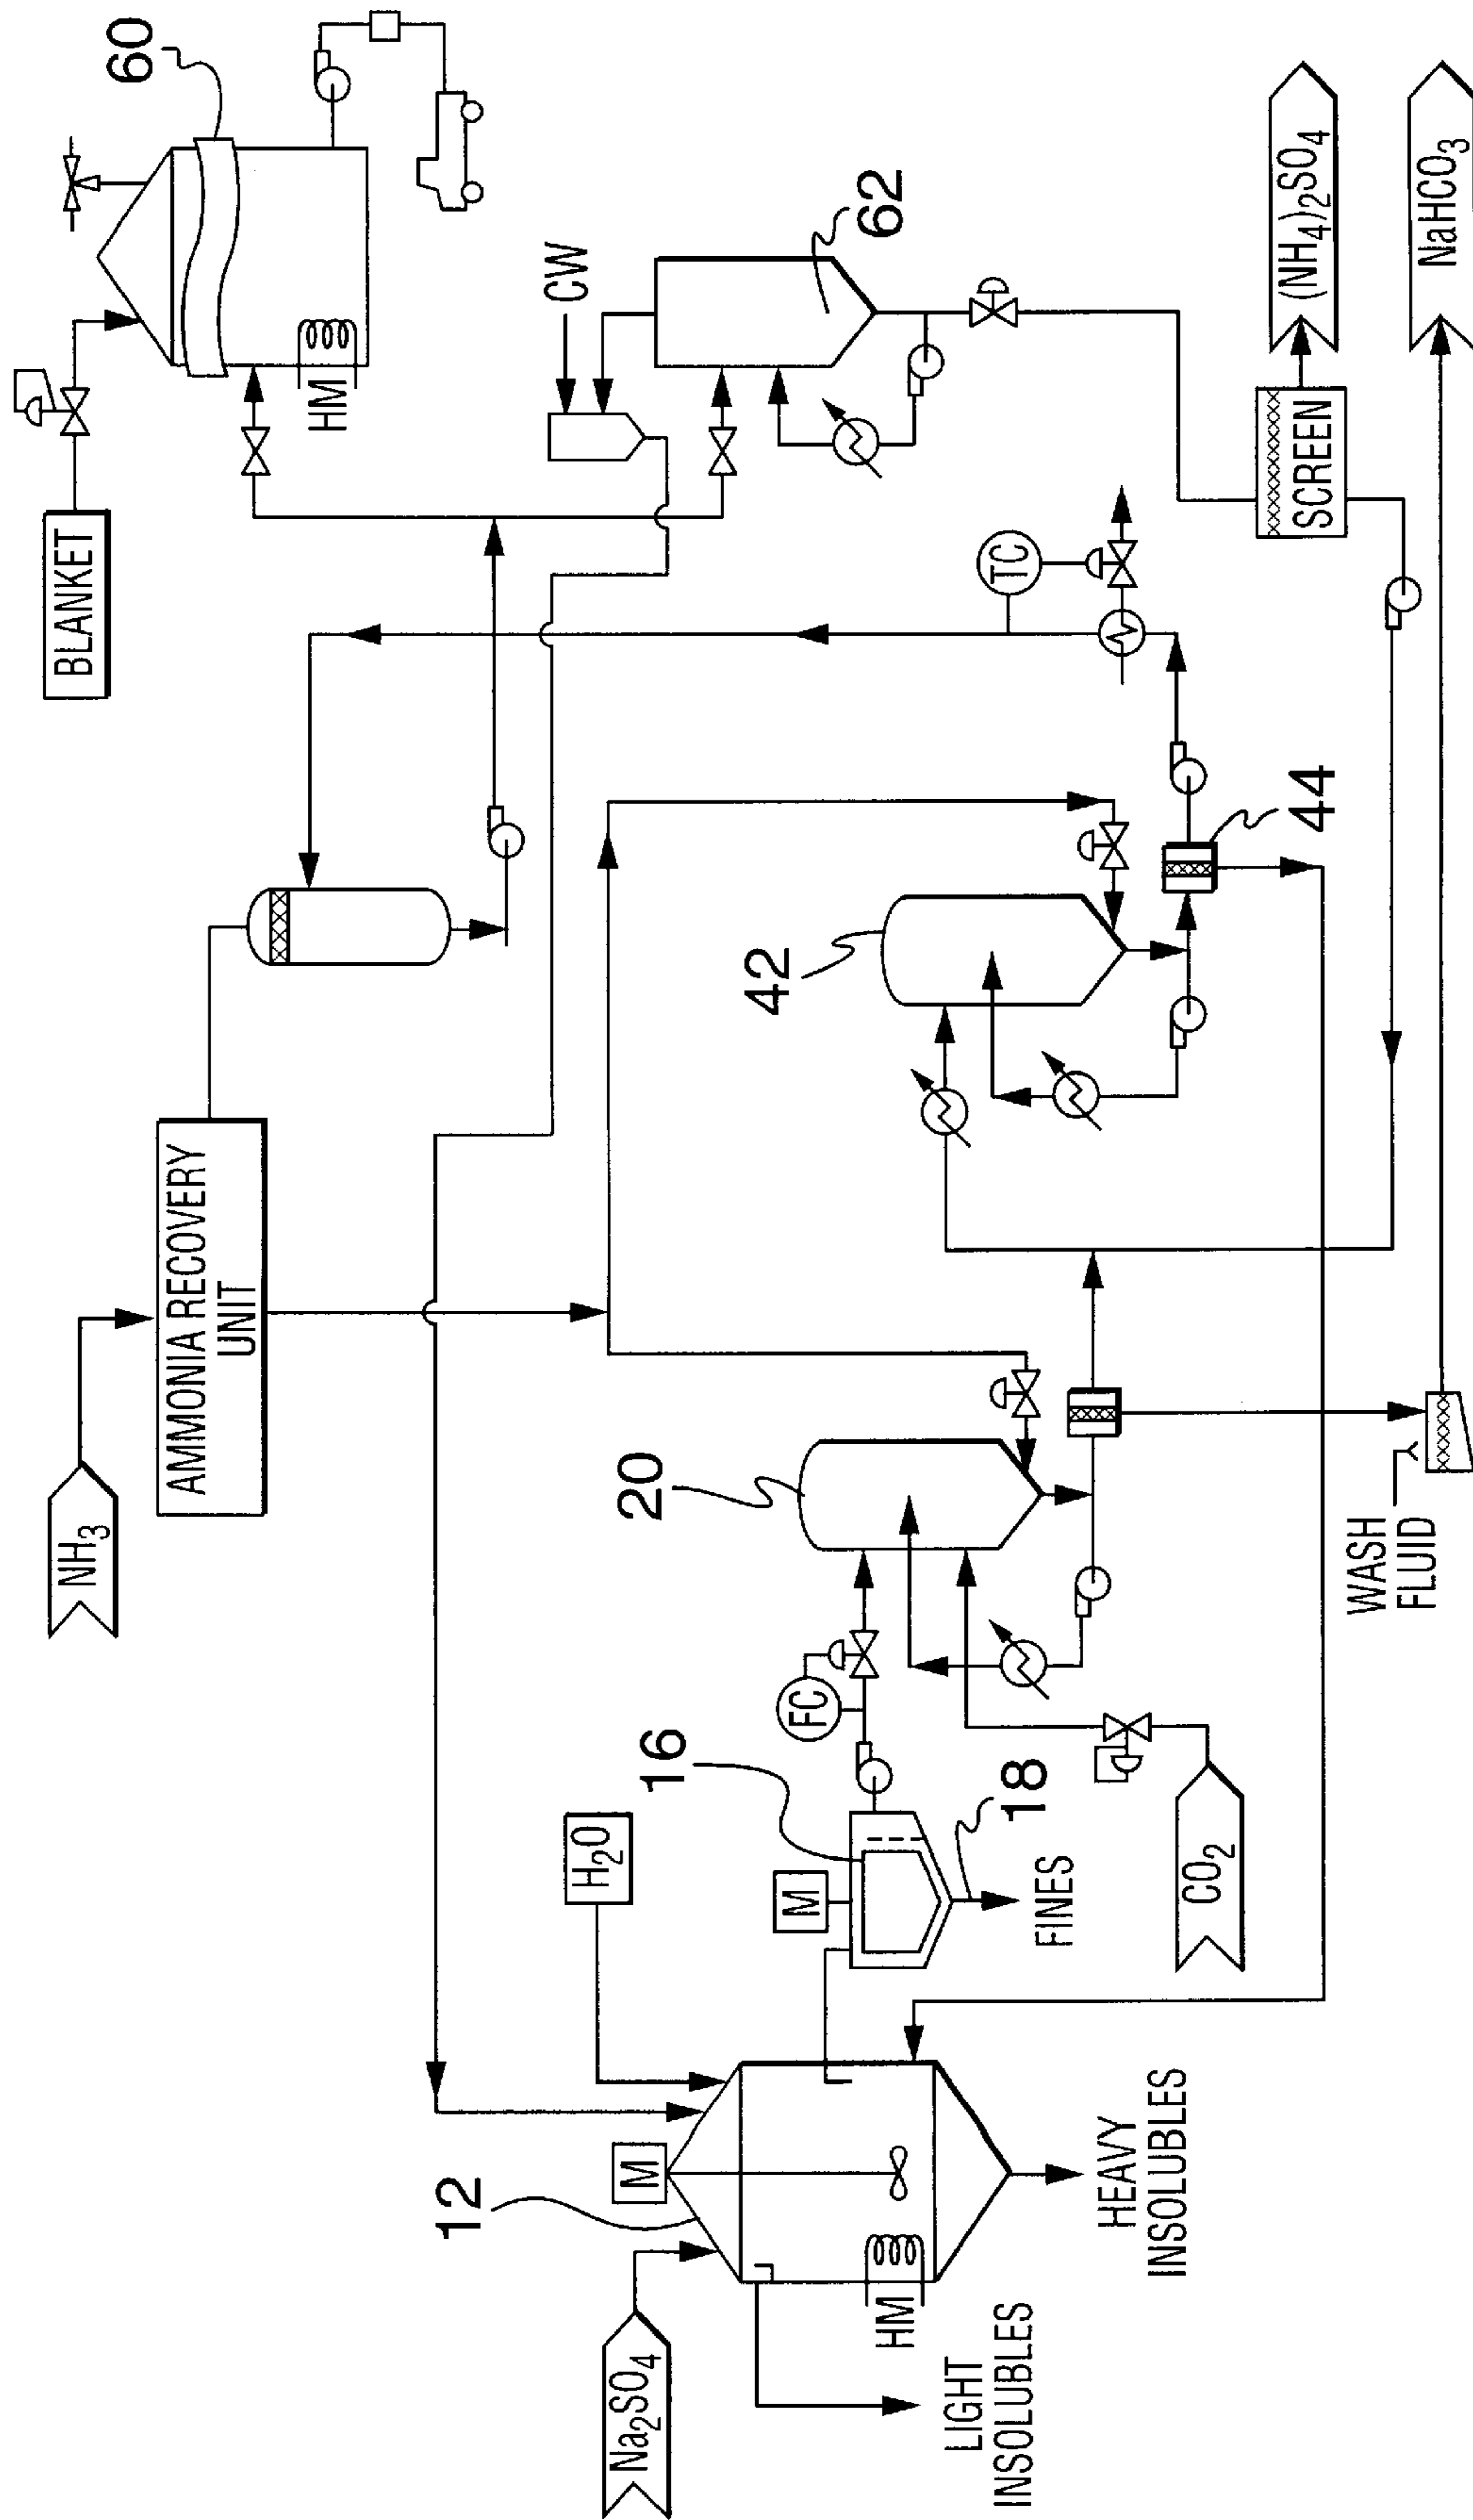 60
BLANKET
HM
CW
62
NH3
AMMONIA RECOVERY
UNIT
TC
(NH4)2SO4
NaHCO3
SCREEN
42
44
20
WASH
FLUID
FC
16
18
H2O
M
FINES
CO2
12
M
Na2SO4
HM
LIGHT
INSOLUBLES
HEAVY
INSOLUBLES